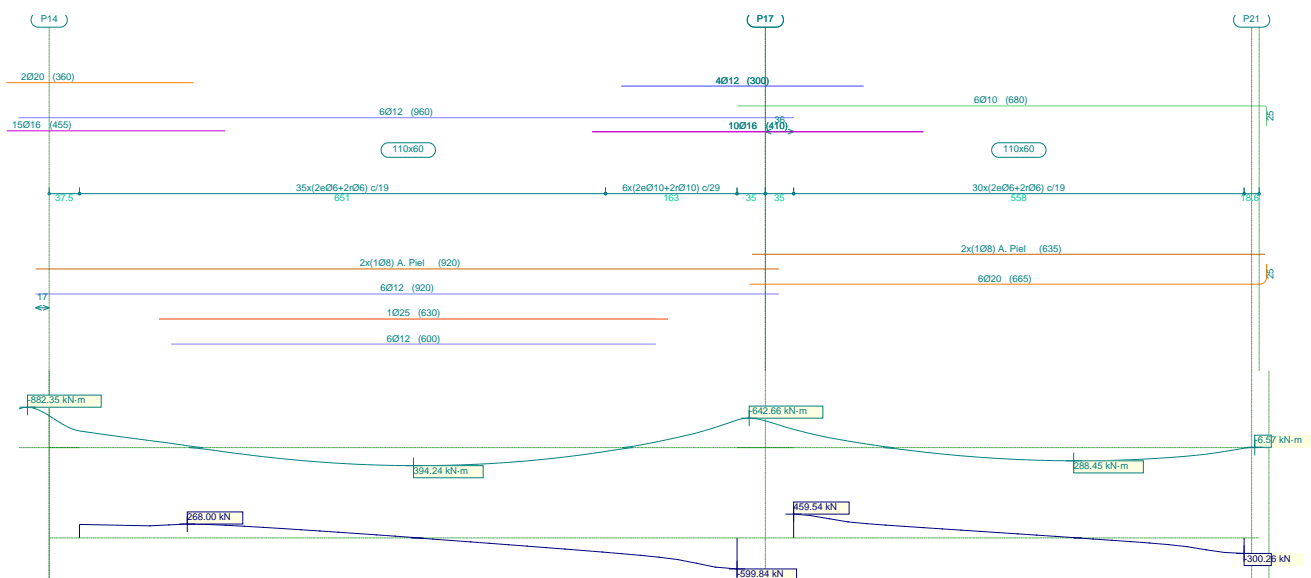 P14
P17
P21
2Ø20 (360)
4Ø12 (300)
6Ø10 (680)
25
6Ø12 (960)
36
15Ø16 (455)
10Ø16 (410)
110x60
110x60
35x(2eØ6+2rØ6) c/19
6x(2eØ10+2rØ10) c/29
30x(2eØ6+2rØ6) c/19
37.5
651
163
35
35
558
18.6
2x(1Ø8) A. Piel (635)
2x(1Ø8) A. Piel (920)
6Ø20 (665)
25
6Ø12 (920)
17
1Ø25 (630)
6Ø12 (600)
-882.35 kN·m
-642.66 kN·m
-6.57 kN·m
394.24 kN·m
288.45 kN·m
268.00 kN
459.54 kN
-300.26 kN
-599.84 kN